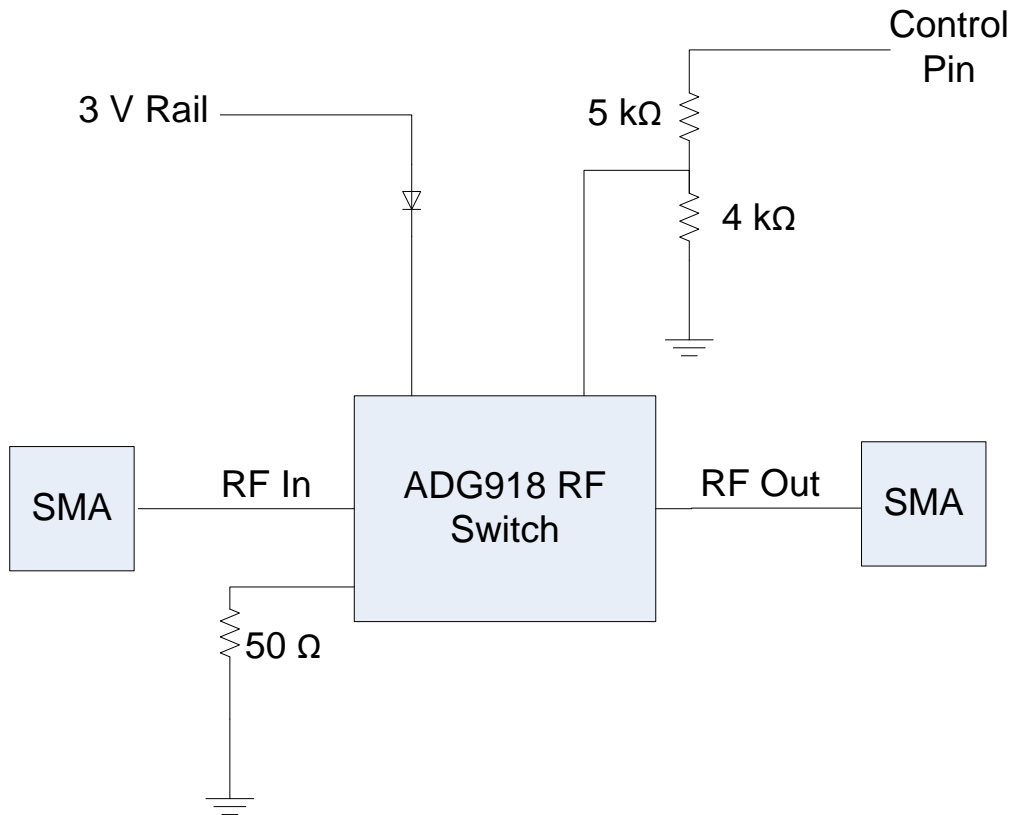 Control
Pin
3 V Rail
5 kΩ
4 kΩ
SMA
RF In
ADG918 RF
Switch
RF Out
SMA
50 Ω